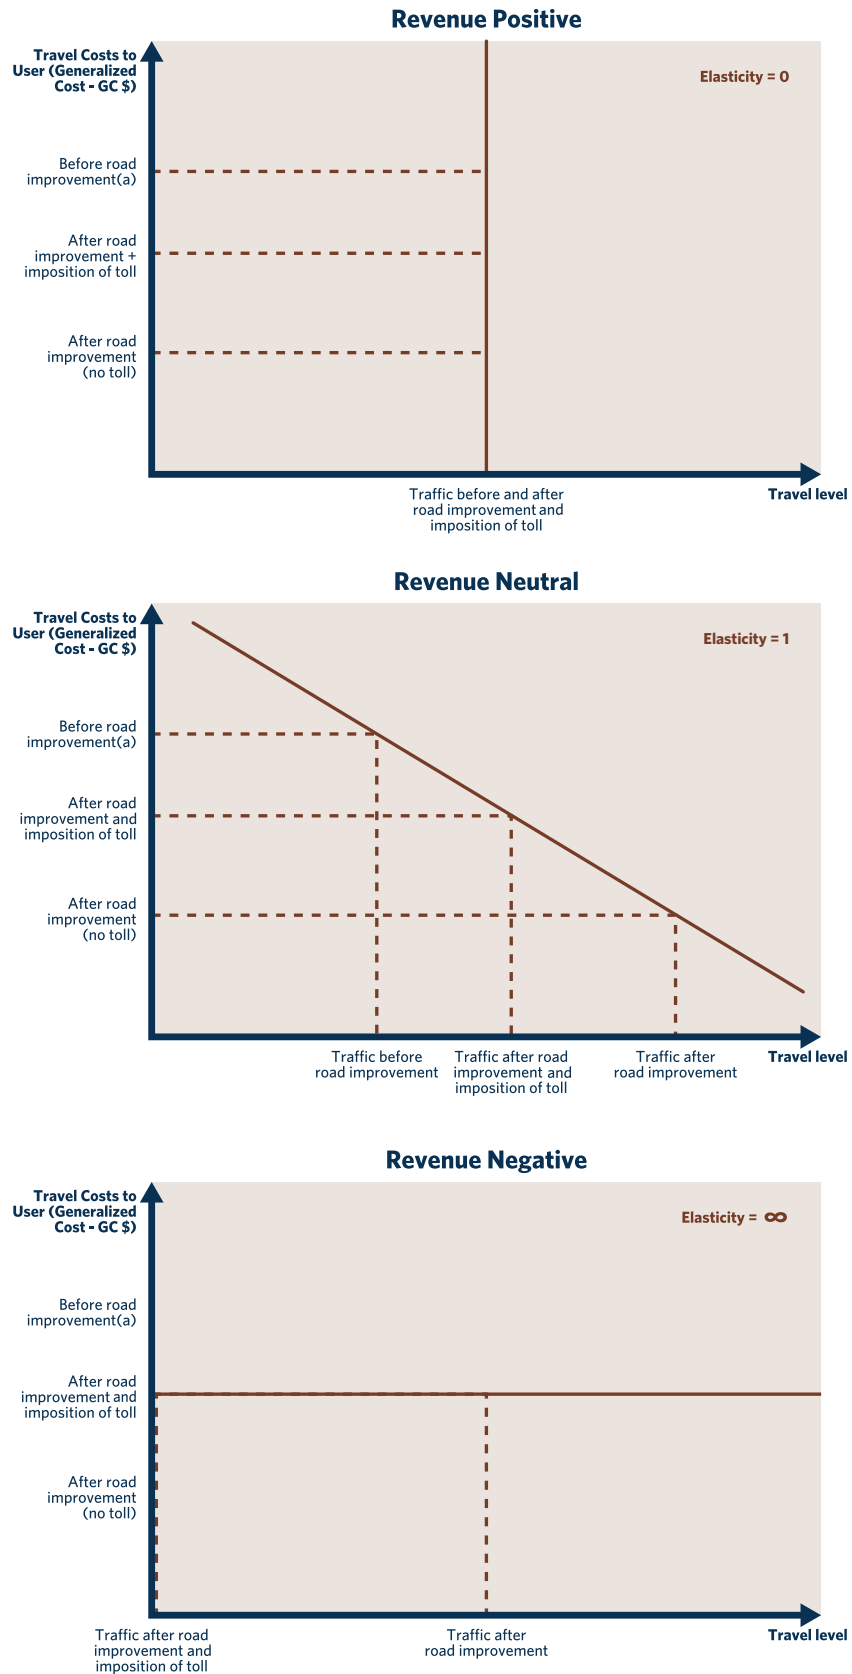 Revenue Positive
Travel Costs to
User (Generalized
Cost - GC $)
Elasticity = 0
Before road
improvement(a)
After road
improvement +
imposition of toll
After road
improvement
(no toll)
Traffic before and after
road improvement and
imposition of toll
Travel level
Revenue Neutral
Travel Costs to
User (Generalized
Cost - GC $)
Elasticity = 1
Before road
improvement(a)
After road
improvement and
imposition of toll
After road
improvement
(no toll)
Traffic before
road improvement
Traffic after road
improvement and
imposition of toll
Traffic after
road improvement
Travel level
Revenue Negative
Travel Costs to
User (Generalized
Cost - GC $)
Elasticity = ∞
Before road
improvement(a)
After road
improvement and
imposition of toll
After road
improvement
(no toll)
Traffic after road
improvement and
imposition of toll
Traffic after
road improvement
Travel level